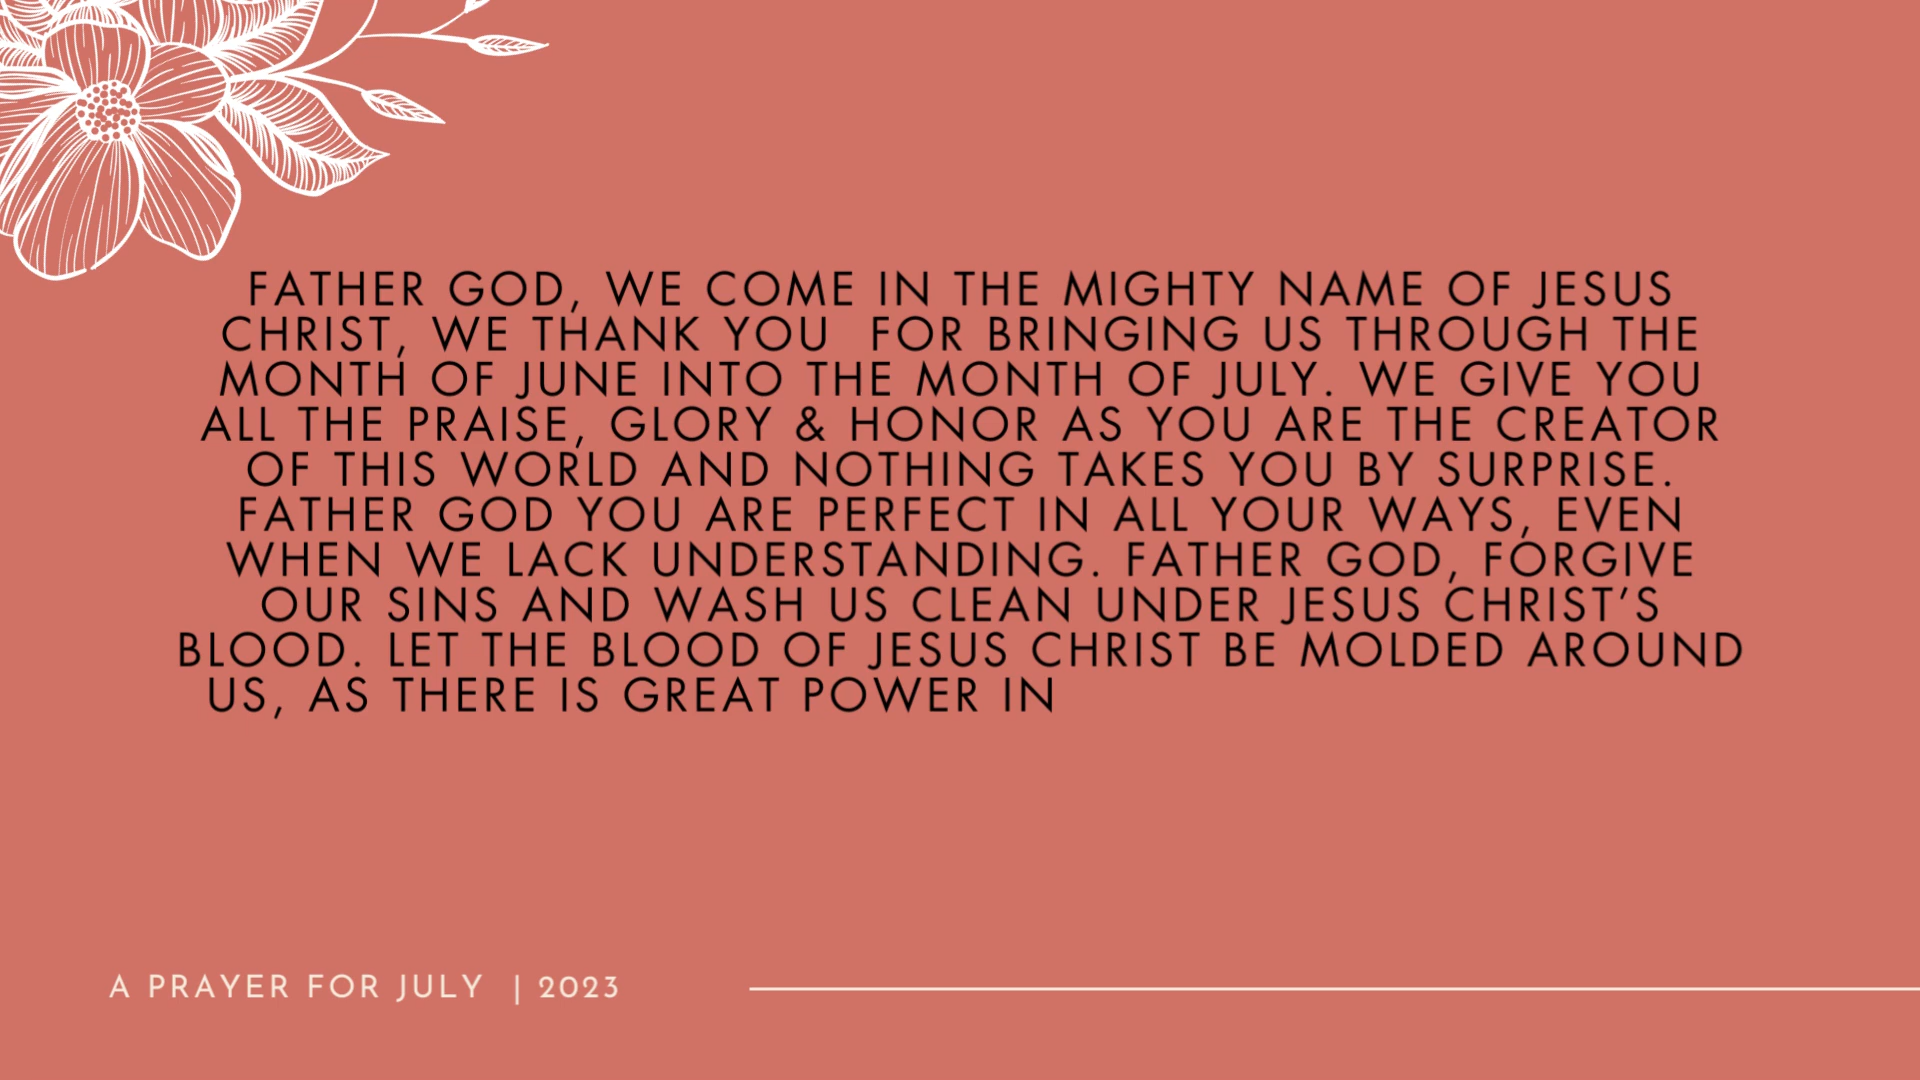 FATHER GOD, WE COME IN THE MIGHTY NAME OF JESUS
CHRIST, WE THANK YOU  FOR BRINGING US THROUGH THE
MONTH OF JUNE INTO THE MONTH OF JULY. WE GIVE YOU
ALL THE PRAISE, GLORY & HONOR AS YOU ARE THE CREATOR
OF THIS WORLD AND NOTHING TAKES YOU BY SURPRISE.
FATHER GOD YOU ARE PERFECT IN ALL YOUR WAYS, EVEN
WHEN WE LACK UNDERSTANDING. FATHER GOD, FORGIVE
OUR SINS AND WASH US CLEAN UNDER JESUS CHRIST’S
BLOOD. LET THE BLOOD OF JESUS CHRIST BE MOLDED AROUND
US, AS THERE IS GREAT POWER IN
A PRAYER FOR JULY  | 2023